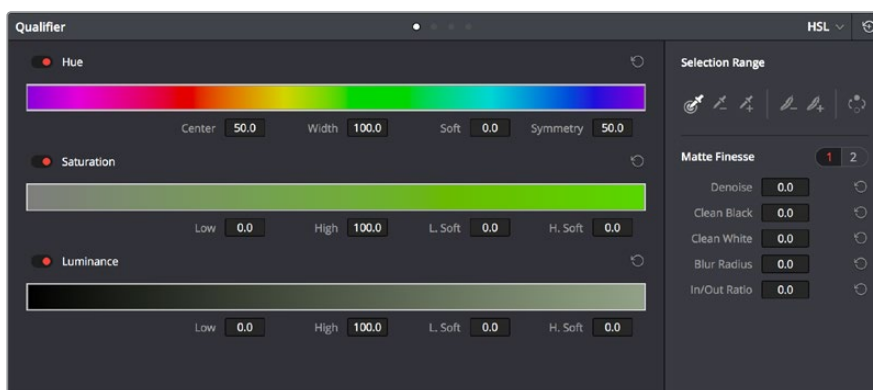 Qualifier
HSL
Hue
Center 50.0 Width 100.0 Soft 0.0 Symmetry 50.0
Saturation
Low 0.0 High 100.0 L. Soft 0.0 H. Soft 0.0
Luminance
Low 0.0 High 100.0 L. Soft 0.0 H. Soft 0.0
Selection Range
Matte Finesse 1 2
Denoise 0.0
Clean Black 0.0
Clean White 0.0
Blur Radius 0.0
In/Out Ratio 0.0